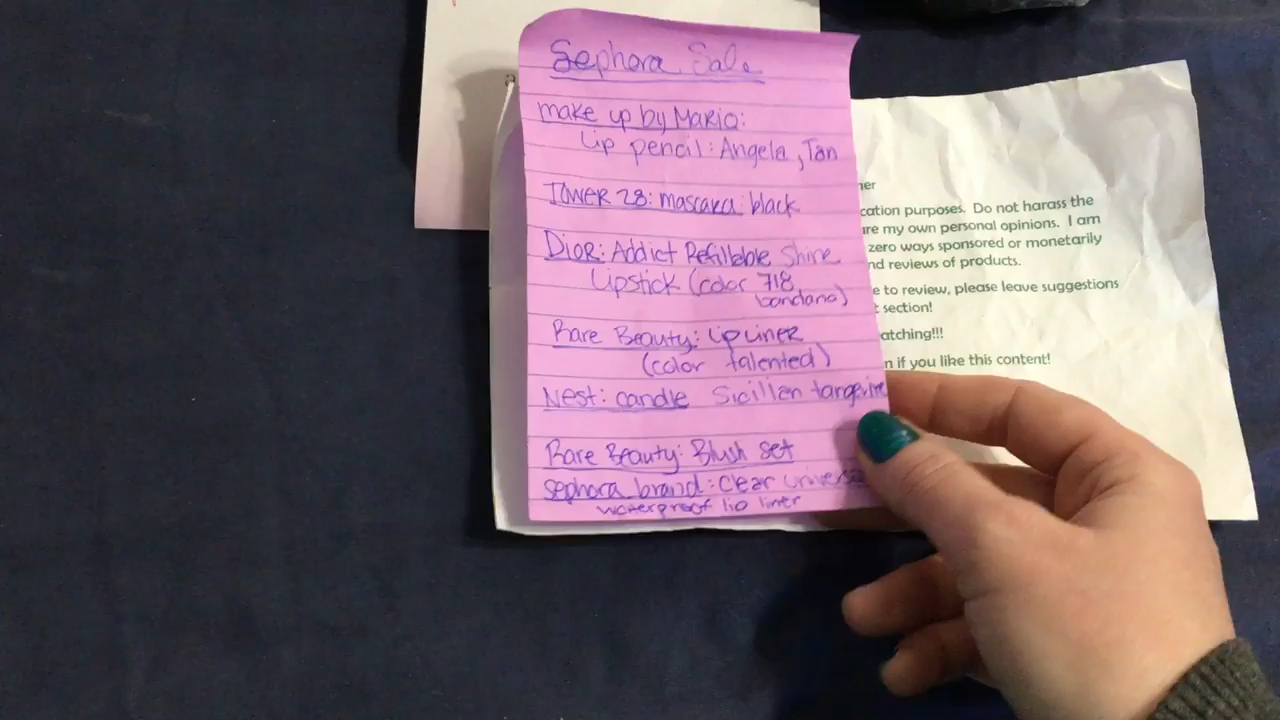 Sephora Sale
make up by Mario:
Lip pencil: Angela, Tan
TOWER 28: mascara: black
Dior: Addict Refillable Shine
Lipstick (color 718
bandana)
Rare Beauty: Lip Liner
(color talented)
Nest: candle Sicilian tangerine
Rare Beauty: Blush set
sephora brand: clear
waterproof lip liner
ner
cation purposes. Do not harass the
re my own personal opinions. I am
zero ways sponsored or monetarily
nd reviews of products.
e to review, please leave suggestions
t section!
atching!!!
n if you like this content!